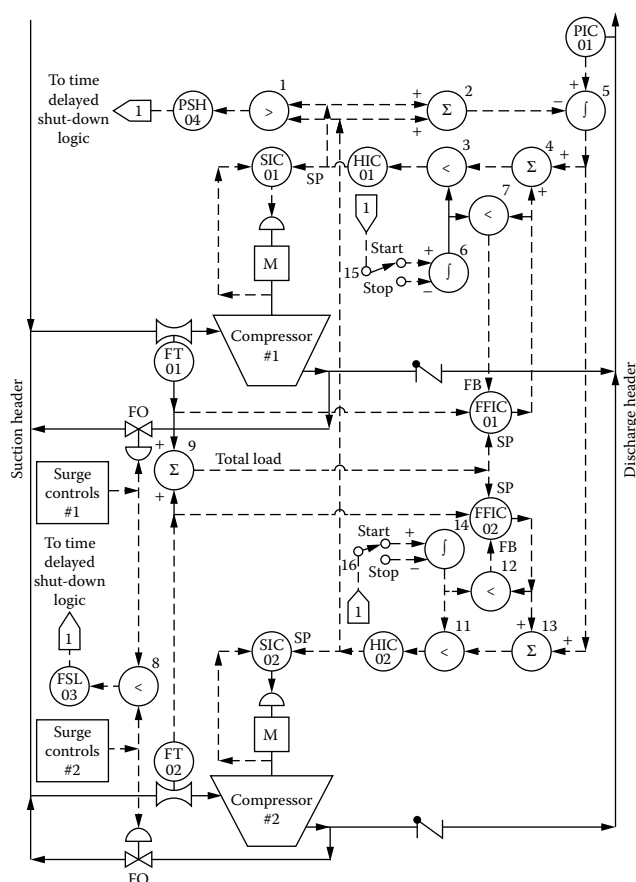 PIC
01
To time
delayed
shut-down
logic
1
PSH
04
1
>
+
+
Σ
2
+
−
∫
5
SIC
01
SP
HIC
01
3
<
4
Σ
+
+
7
<
1
Start
15
Stop
+
−
∫
6
M
Compressor
#1
FT
01
Suction header
Discharge header
FO
9
+
Σ
+
Total load
FB
FFIC
01
SP
SP
FFIC
02
FB
Surge
controls
#1
To time
delayed
shut-down
logic
1
Start
16
Stop
+
−
14
∫
12
<
1
FSL
03
8
<
SIC
02
SP
HIC
02
11
<
13
+
Σ
+
Surge
controls
#2
M
FT
02
Compressor
#2
FO